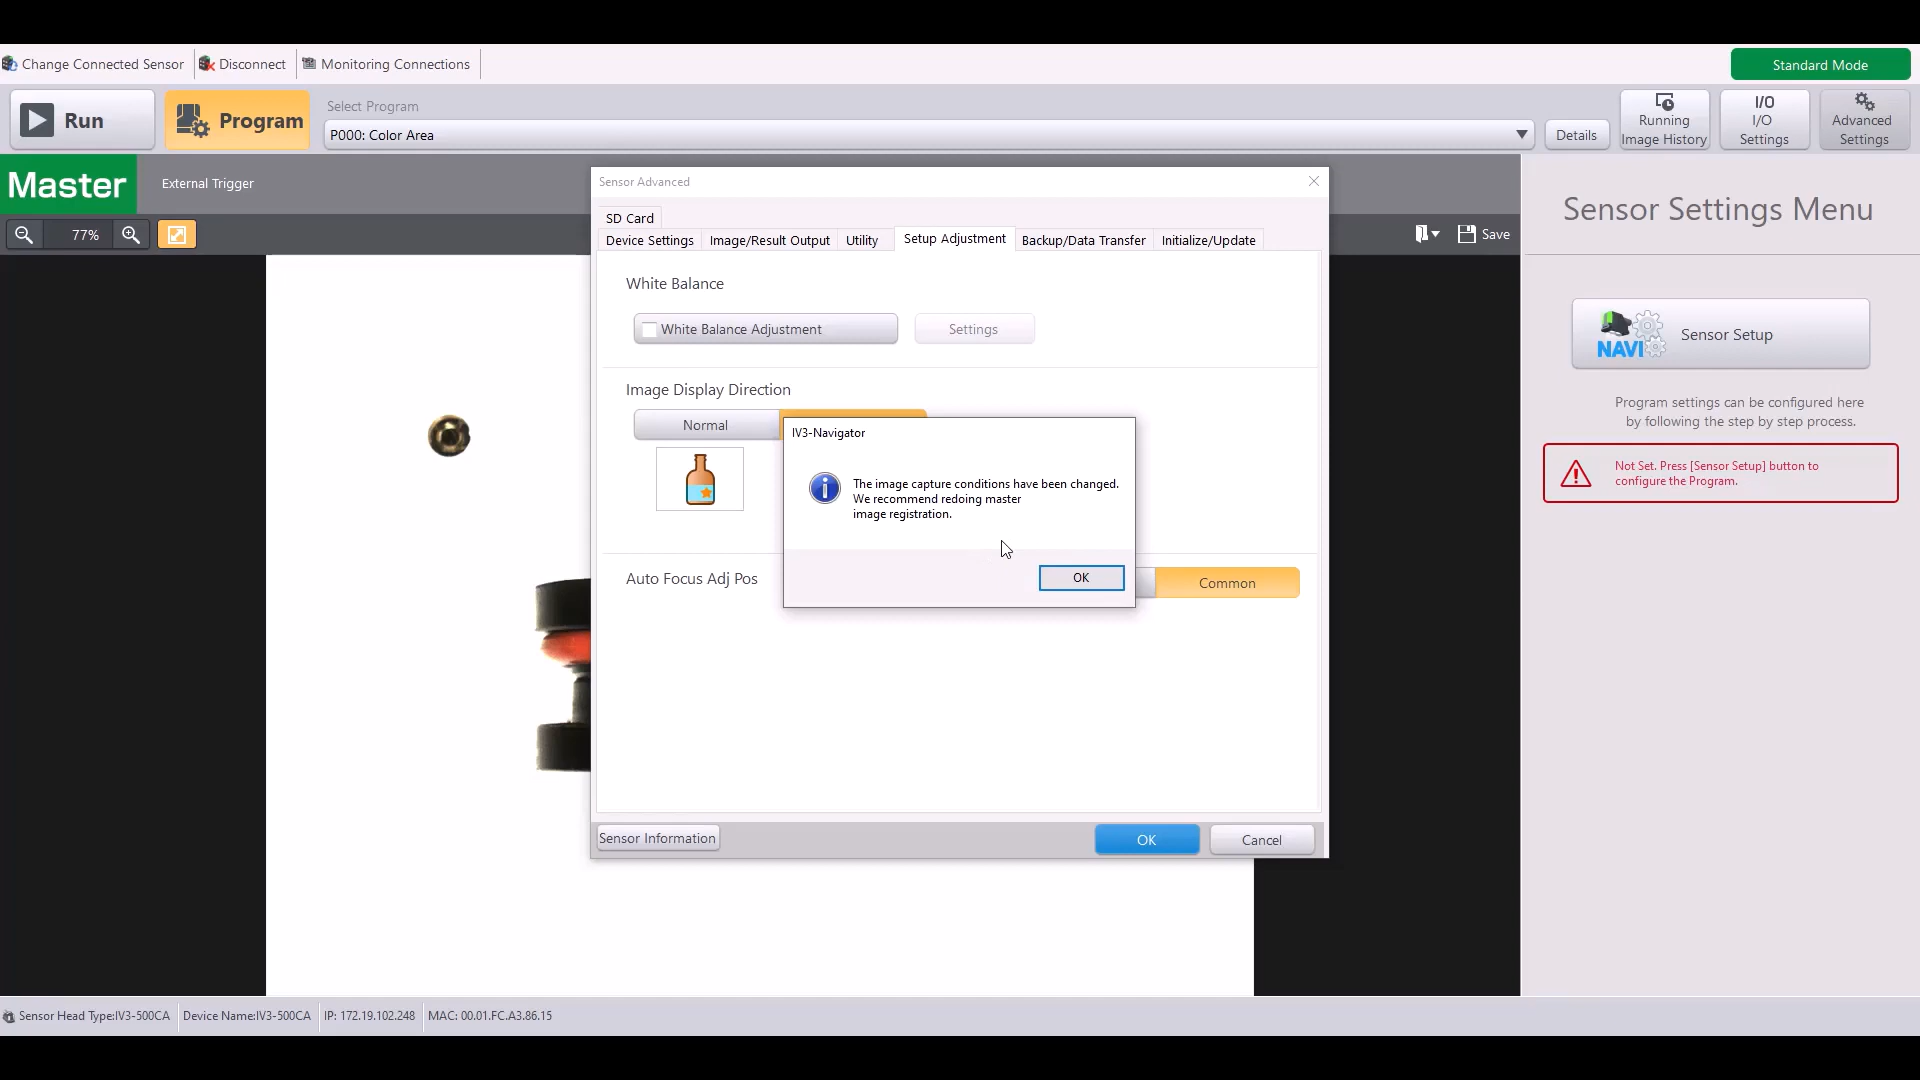 Change Connected Sensor
Disconnect
Monitoring Connections
Standard Mode
Run
Program
Select Program
P000: Color Area
Details
Running
Image History
I/O
I/O
Settings
Advanced
Settings
Master
External Trigger
77%
Save
Sensor Advanced
SD Card
Device Settings
Image/Result Output
Utility
Setup Adjustment
Backup/Data Transfer
Initialize/Update
White Balance
White Balance Adjustment
Settings
Image Display Direction
Normal
IV3-Navigator
The image capture conditions have been changed.
We recommend redoing master
image registration.
OK
Auto Focus Adj Pos
Common
Sensor Information
OK
Cancel
Sensor Settings Menu
NAVI
Sensor Setup
Program settings can be configured here
by following the step by step process.
Not Set. Press [Sensor Setup] button to
configure the Program.
Sensor Head Type:IV3-500CA
Device Name:IV3-500CA
IP: 172.19.102.248
MAC: 00.01.FC.A3.86.15